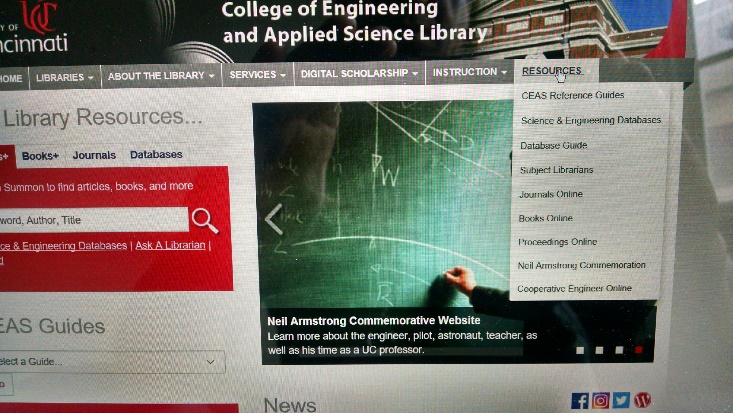 College of Engineering
and Applied Science Library
OF
UC
ncinnati
HOME
LIBRARIES
ABOUT THE LIBRARY
SERVICES
DIGITAL SCHOLARSHIP
INSTRUCTION
RESOURCES
CEAS Reference Guides
Science & Engineering Databases
Database Guide
Subject Librarians
Journals Online
Books Online
Proceedings Online
Neil Armstrong Commemoration
Cooperative Engineer Online
Library Resources...
s+
Books+
Journals
Databases
Summon to find articles, books, and more
word, Author, Title
ce & Engineering Databases | Ask A Librarian |
d
W
D
R
Neil Armstrong Commemorative Website
Learn more about the engineer, pilot, astronaut, teacher, as
well as his time as a UC professor.
EAS Guides
elect a Guide...
News